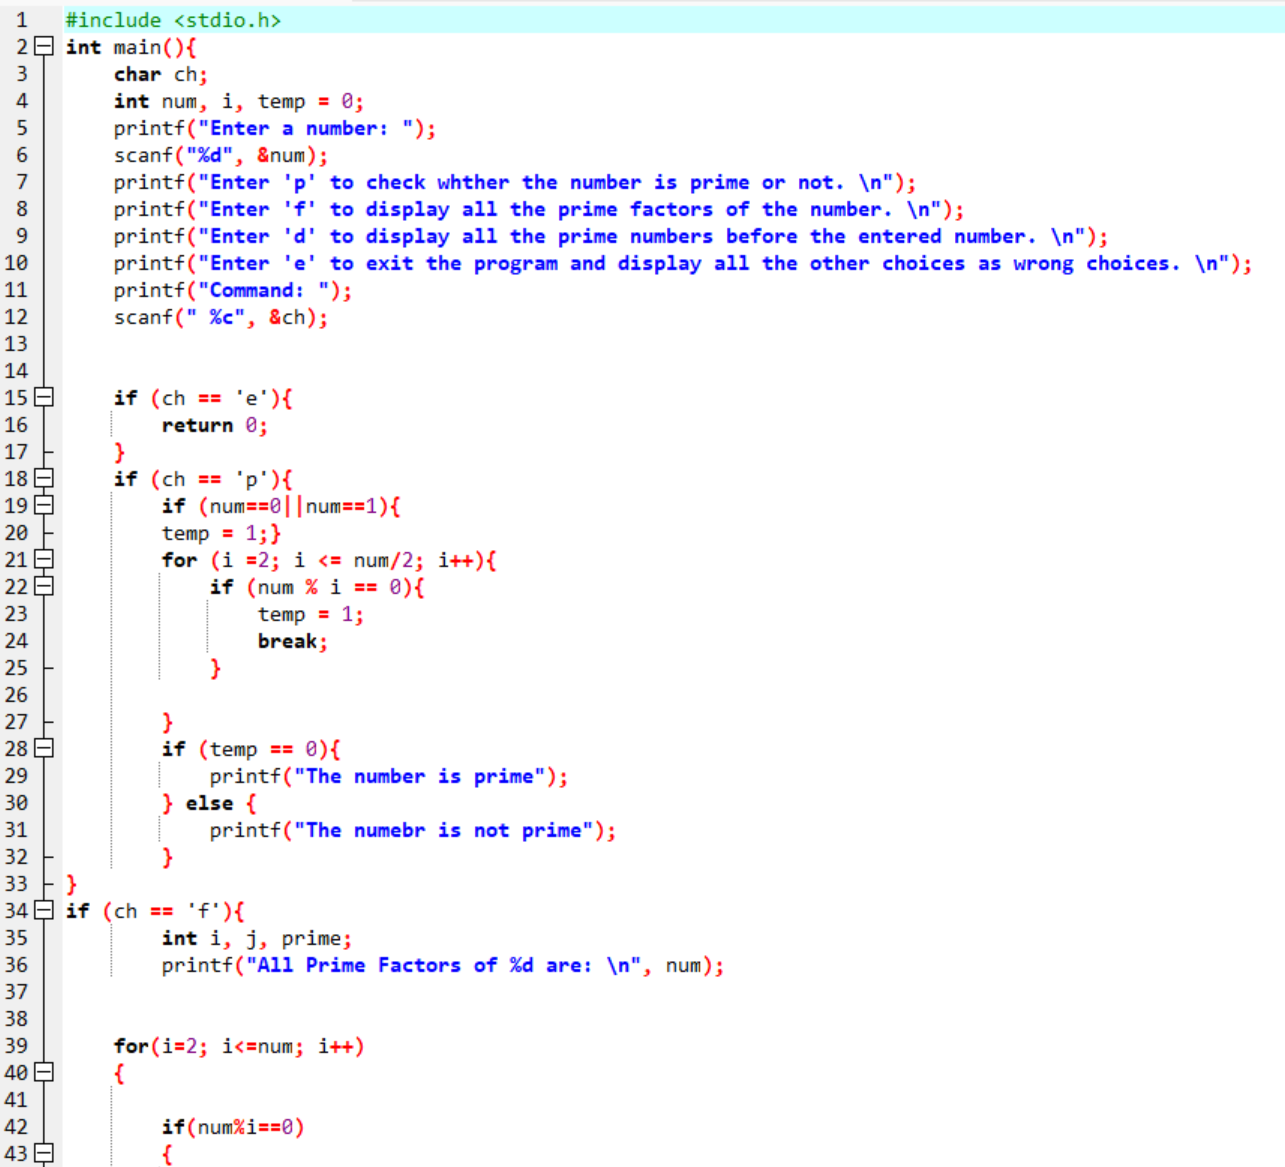 1 #include <stdio.h>
2 int main(){
3 char ch;
4 int num, i, temp = 0;
5 printf("Enter a number: ");
6 scanf("%d", &num);
7 printf("Enter 'p' to check whther the number is prime or not. \n");
8 printf("Enter 'f' to display all the prime factors of the number. \n");
9 printf("Enter 'd' to display all the prime numbers before the entered number. \n");
10 printf("Enter 'e' to exit the program and display all the other choices as wrong choices. \n");
11 printf("Command: ");
12 scanf(" %c", &ch);
13
14
15 if (ch == 'e'){
16 return 0;
17 }
18 if (ch == 'p'){
19 if (num==0||num==1){
20 temp = 1;}
21 for (i =2; i <= num/2; i++){
22 if (num % i == 0){
23 temp = 1;
24 break;
25 }
26
27 }
28 if (temp == 0){
29 printf("The number is prime");
30 } else {
31 printf("The numebr is not prime");
32 }
33 }
34 if (ch == 'f'){
35 int i, j, prime;
36 printf("All Prime Factors of %d are: \n", num);
37
38
39 for(i=2; i<=num; i++)
40 {
41
42 if(num%i==0)
43 {